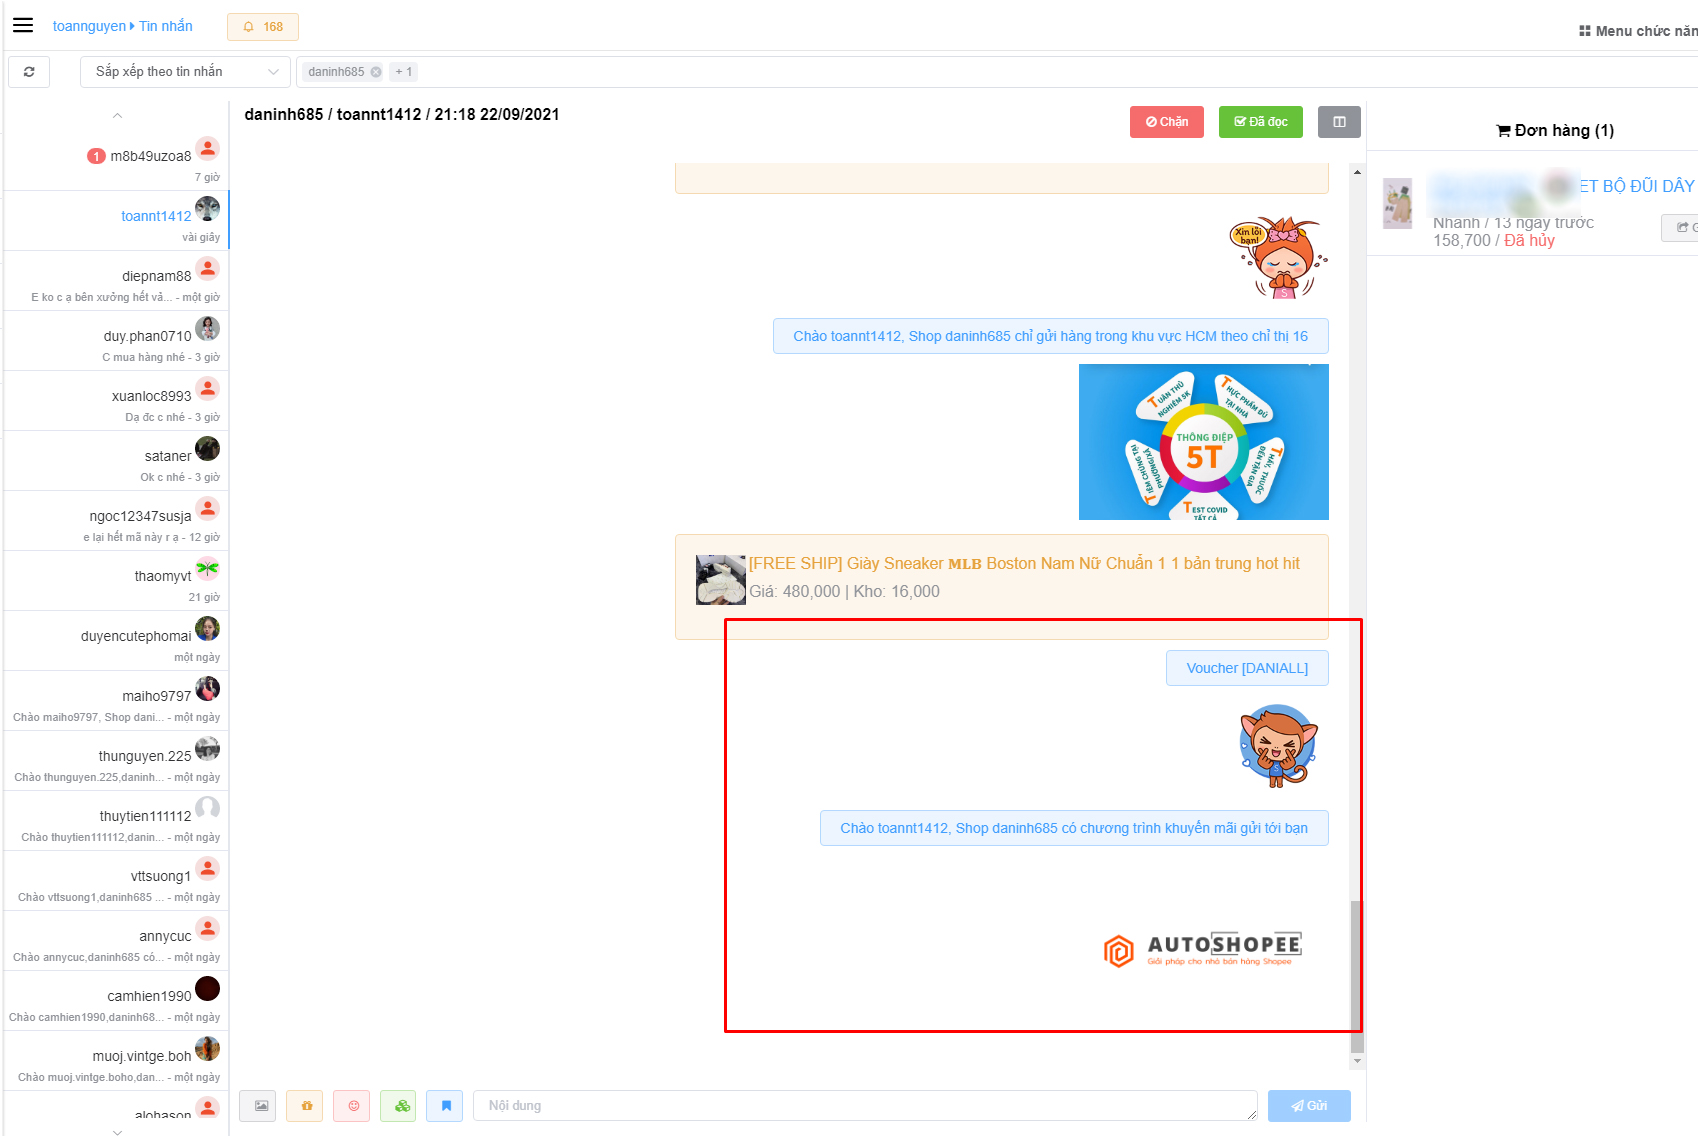 toannguyen Tin nhắn
168
Menu chức năn
Sắp xếp theo tin nhắn
daninh685
+ 1
1 m8b49uzoa8
7 giờ
toannt1412
vài giây
diepnam88
E ko c ạ bên xưởng hết vả... - một giờ
duy.phan0710
C mua hàng nhé - 3 giờ
xuanloc8993
Dạ đc c nhé - 3 giờ
sataner
Ok c nhé - 3 giờ
ngoc12347susja
e lại hết mã này r ạ - 12 giờ
thaomyvt
21 giờ
duyencutephomai
một ngày
maiho9797
Chào maiho9797, Shop dani... - một ngày
thunguyen.225
Chào thunguyen.225,daninh... - một ngày
thuytien111112
Chào thuytien111112,danin... - một ngày
vttsuong1
Chào vttsuong1,daninh685 ... - một ngày
annycuc
Chào annycuc,daninh685 có... - một ngày
camhien1990
Chào camhien1990,daninh68... - một ngày
muoj.vintge.boh
Chào muoj.vintge.boho,dan... - một ngày
alohason
daninh685 / toannt1412 / 21:18 22/09/2021
Chặn
Đã đọc
Xin lỗi
bạn!
S
Chào toannt1412, Shop daninh685 chỉ gửi hàng trong khu vực HCM theo chỉ thị 16
TUÂN THỦ
NGHIÊM 5K
THỰC PHẨM ĐỦ
TẠI NHÀ
THÔNG ĐIỆP
5T
THẦY, THUỐC
ĐẾN TẬN GIA
TIÊM CHỦNG TẠI
PHƯỜNG/XÃ
TEST COVID
TẤT CẢ
[FREE SHIP] Giày Sneaker 𝐌𝐋𝐁 Boston Nam Nữ Chuẩn 1 1 bản trung hot hit
Giá: 480,000 | Kho: 16,000
Voucher [DANIALL]
S
Chào toannt1412, Shop daninh685 có chương trình khuyến mãi gửi tới bạn
AUTOSHOPEE
Giải pháp cho nhà bán hàng Shopee
Nội dung
Gửi
Đơn hàng (1)
ET BỘ ĐŨI DÂY
Nhanh / 13 ngày trước
158,700 / Đã hủy
G